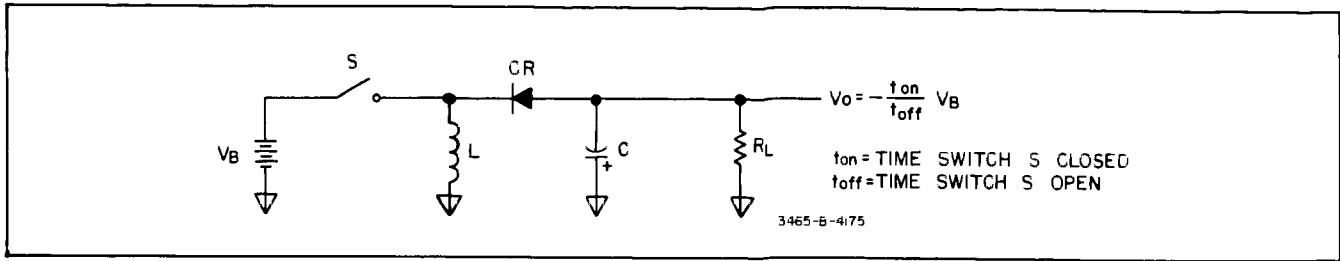 S
CR
Vo = - ton/toff VB
VB
L
C
+
RL
ton = TIME SWITCH S CLOSED
toff = TIME SWITCH S OPEN
3465-B-4175